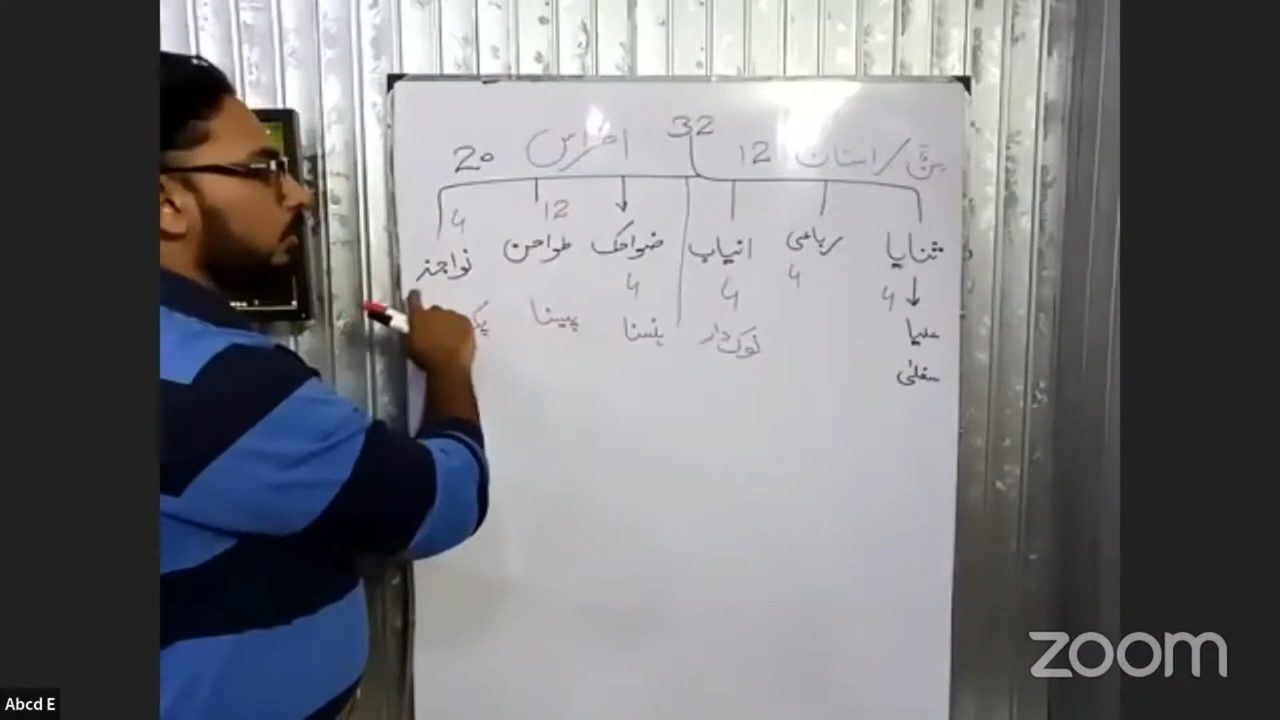 32
سن / اسنان 12 اضراس 20
ثنایا رباعی انیاب ضواحک طواحن 12 نواجذ 4
4 4 4 4
علیا نوک دار ہنسنا پیسنا
سفلیٰ
zoom
Abcd E